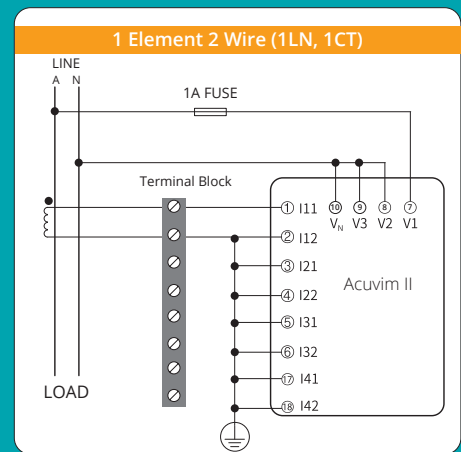 1 Element 2 Wire (1LN, 1CT)
LINE
A N
1A FUSE
Terminal Block
10 9 8 7
VN V3 V2 V1
1 I11
2 I12
3 I21
Acuvim II
4 I22
5 I31
6 I32
17 I41
LOAD
18 I42